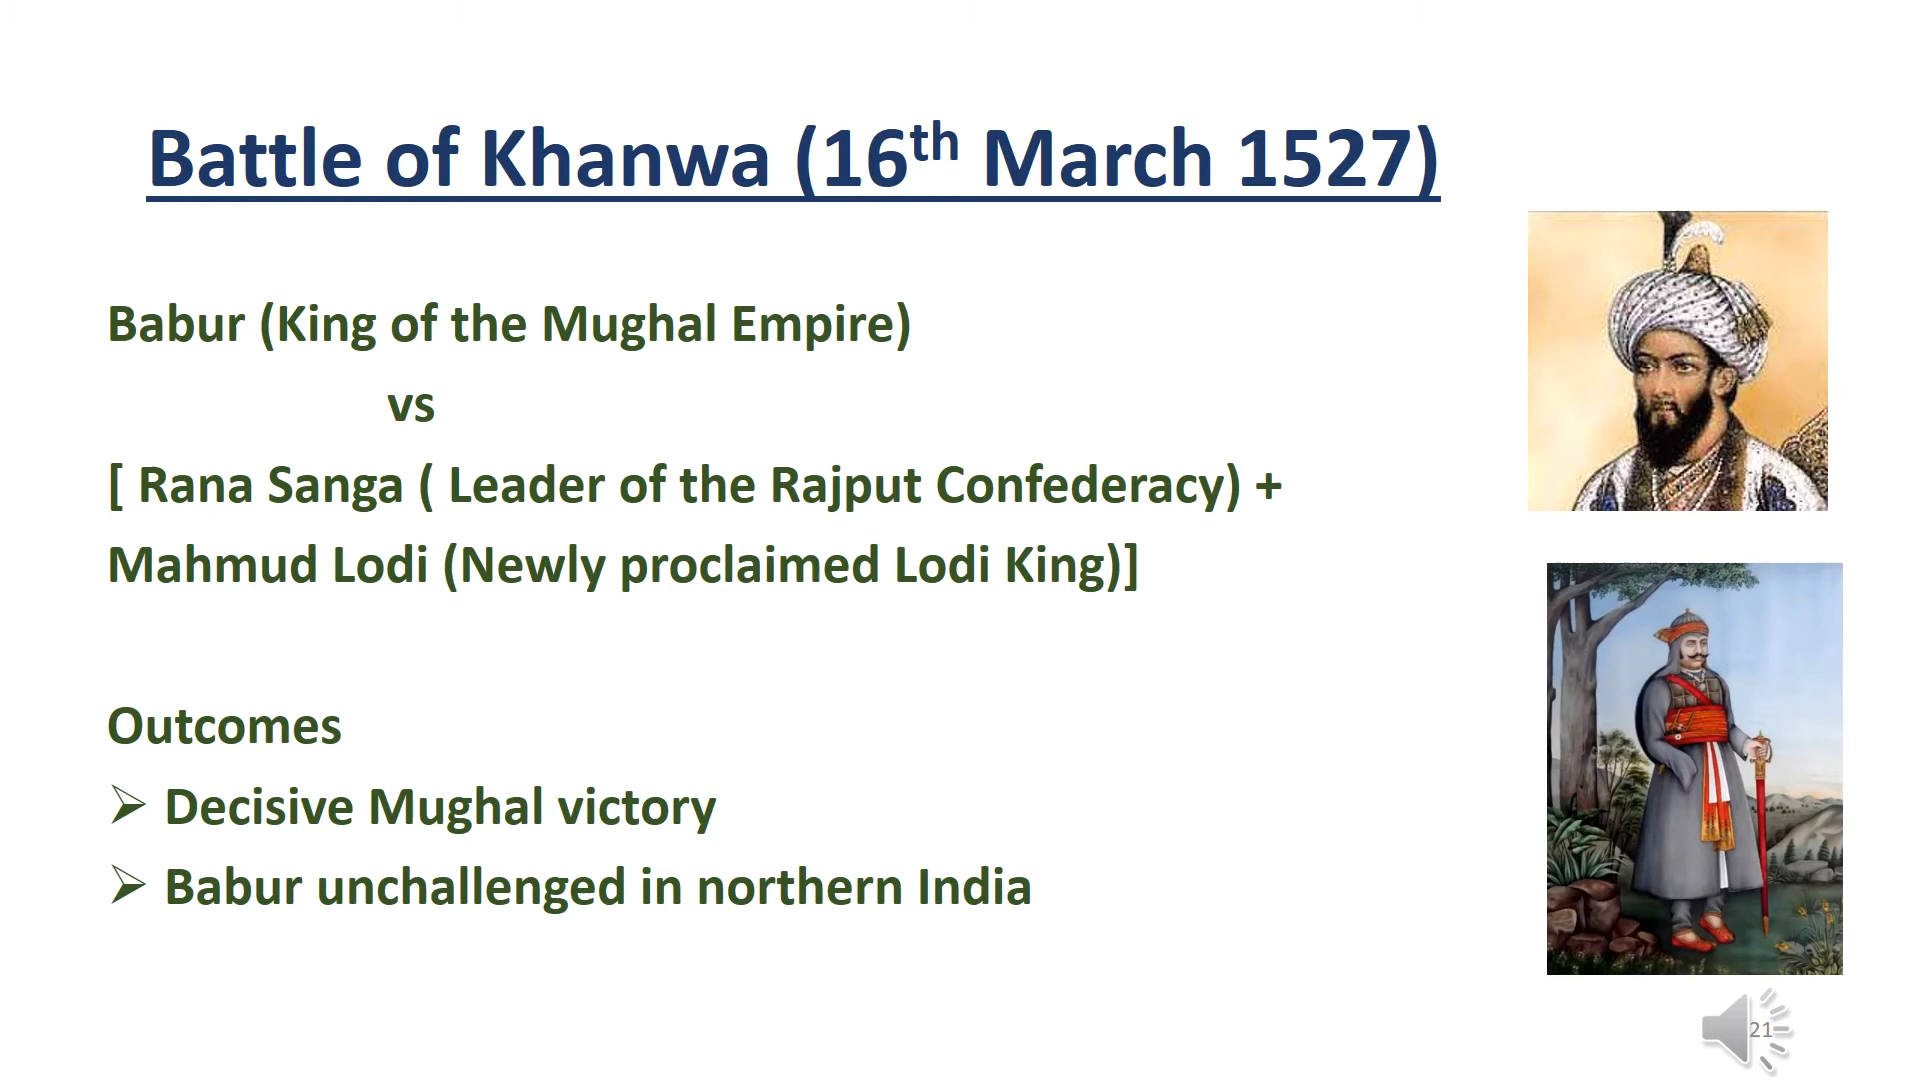 Battle of Khanwa (16th March 1527)
Babur (King of the Mughal Empire)
vs
[ Rana Sanga ( Leader of the Rajput Confederacy) +
Mahmud Lodi (Newly proclaimed Lodi King)]
Outcomes
➢ Decisive Mughal victory
➢ Babur unchallenged in northern India
21